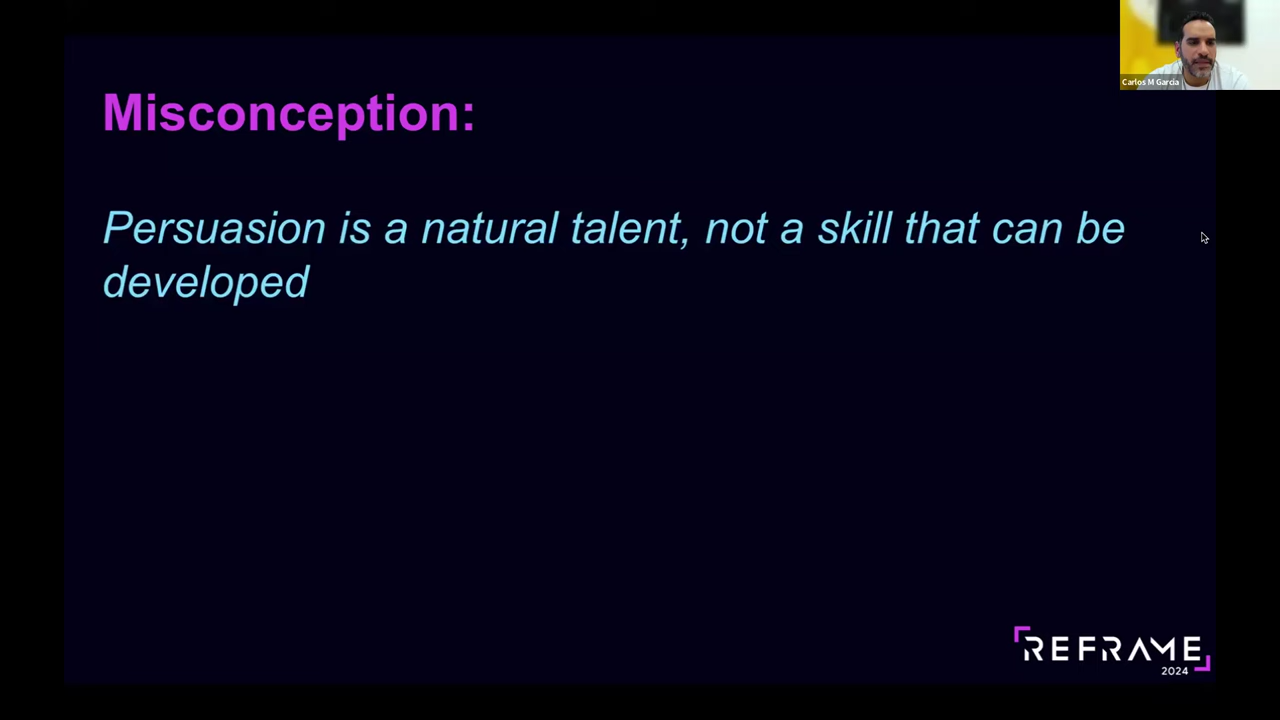 Carlos M Garcia
Misconception:
Persuasion is a natural talent, not a skill that can be
developed
REFRAME
2024